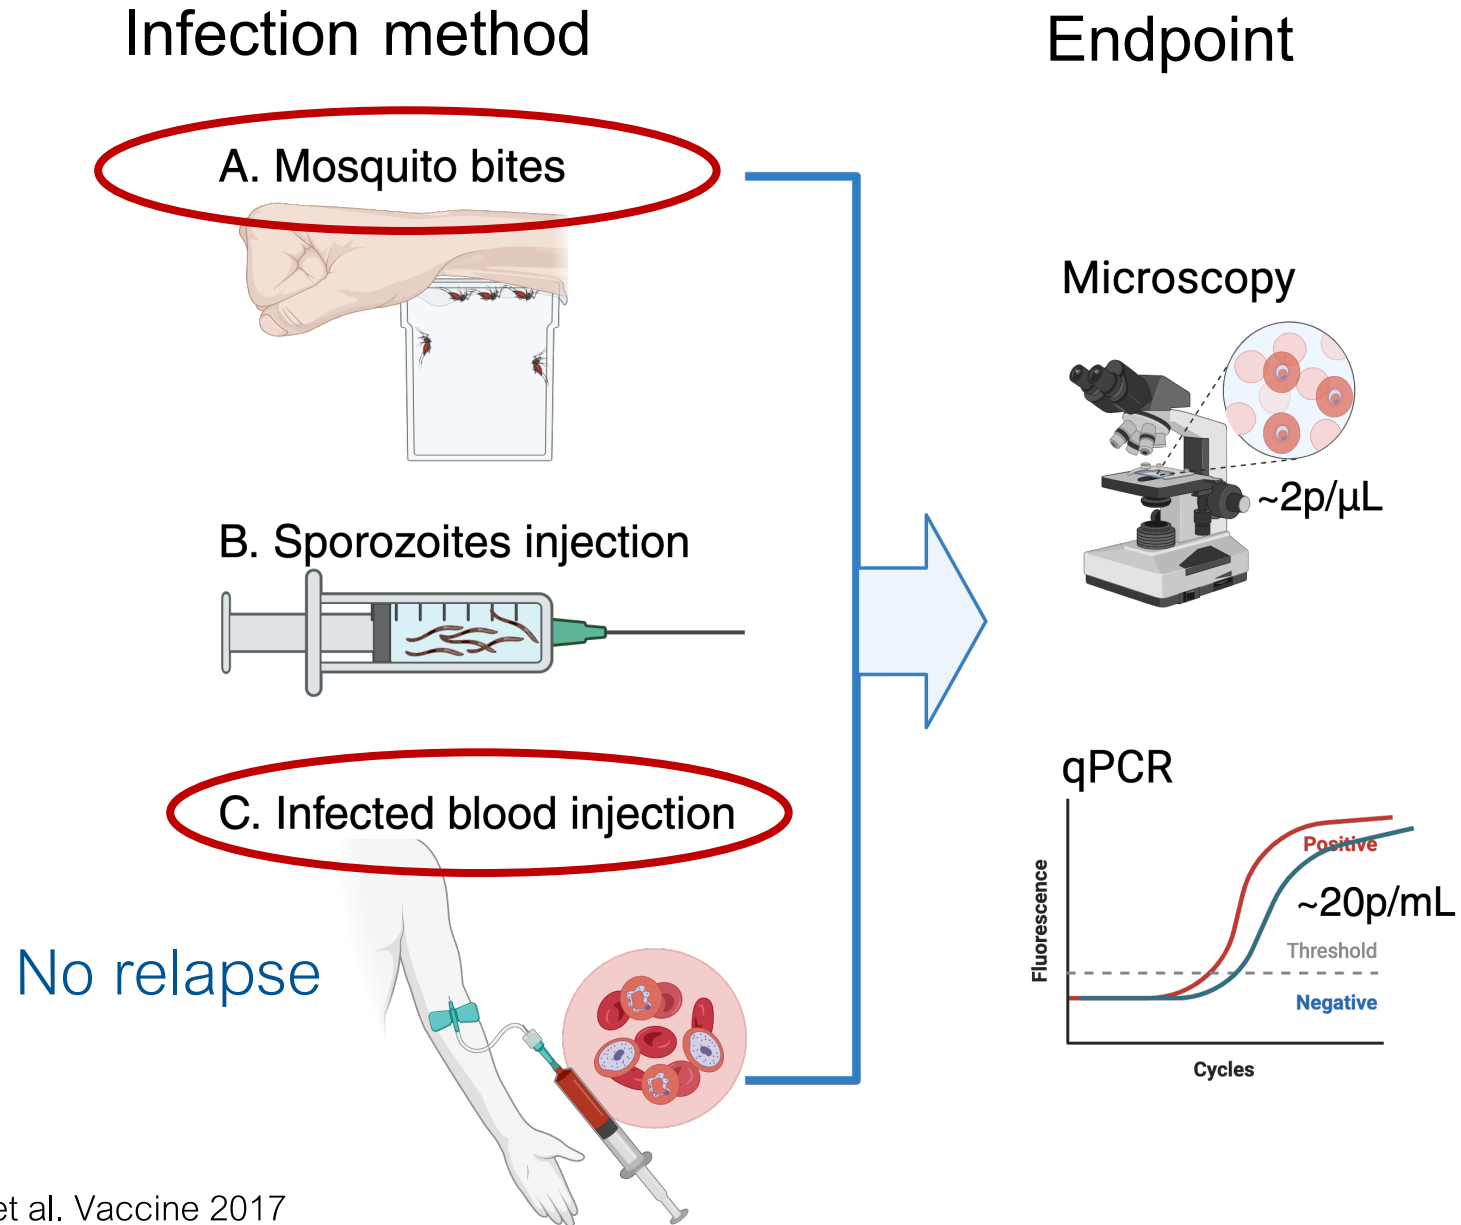 Infection method
Endpoint
A. Mosquito bites
B. Sporozoites injection
C. Infected blood injection
No relapse
Microscopy
~2p/µL
qPCR
Fluorescence
Positive
~20p/mL
Threshold
Negative
Cycles
et al. Vaccine 2017